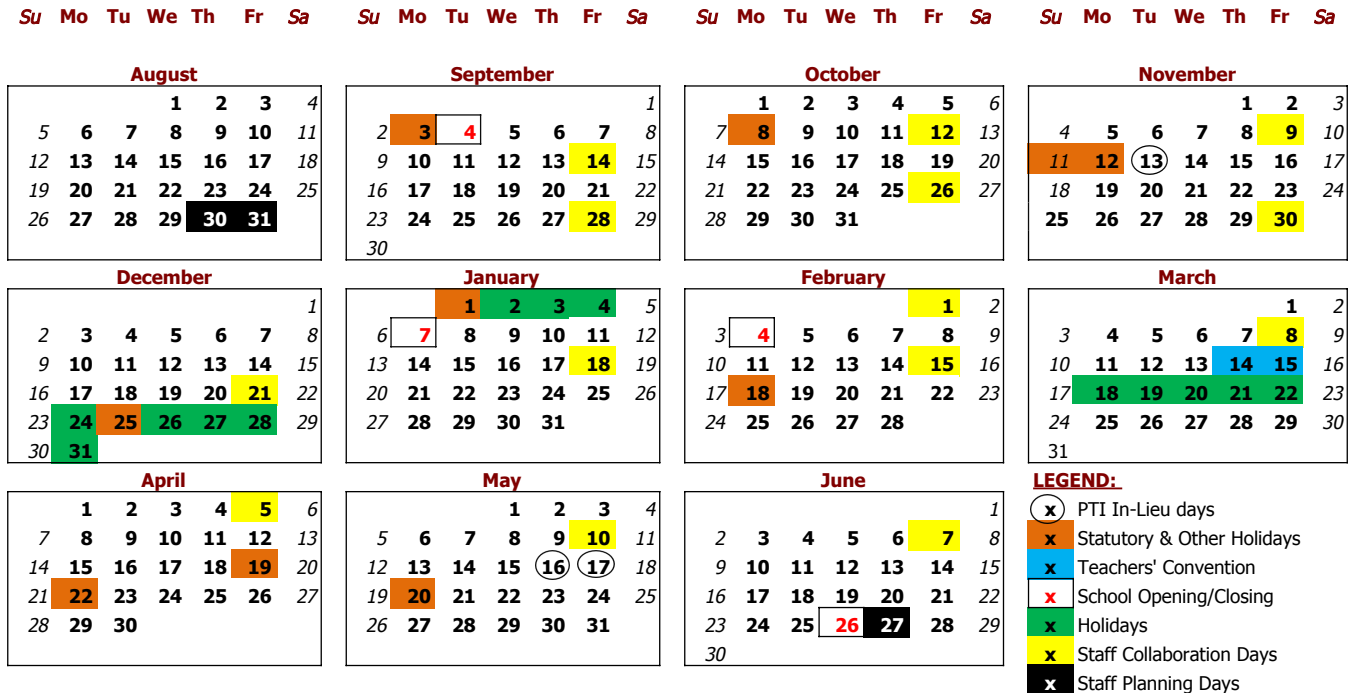 Su Mo Tu We Th Fr Sa Su Mo Tu We Th Fr Sa Su Mo Tu We Th Fr Sa Su Mo Tu We Th Fr Sa
August
1 2 3 4
5 6 7 8 9 10 11
12 13 14 15 16 17 18
19 20 21 22 23 24 25
26 27 28 29 30 31
September
1
2 3 4 5 6 7 8
9 10 11 12 13 14 15
16 17 18 19 20 21 22
23 24 25 26 27 28 29
30
October
1 2 3 4 5 6
7 8 9 10 11 12 13
14 15 16 17 18 19 20
21 22 23 24 25 26 27
28 29 30 31
November
1 2 3
4 5 6 7 8 9 10
11 12 13 14 15 16 17
18 19 20 21 22 23 24
25 26 27 28 29 30
December
1
2 3 4 5 6 7 8
9 10 11 12 13 14 15
16 17 18 19 20 21 22
23 24 25 26 27 28 29
30 31
January
1 2 3 4 5
6 7 8 9 10 11 12
13 14 15 16 17 18 19
20 21 22 23 24 25 26
27 28 29 30 31
February
1 2
3 4 5 6 7 8 9
10 11 12 13 14 15 16
17 18 19 20 21 22 23
24 25 26 27 28
March
1 2
3 4 5 6 7 8 9
10 11 12 13 14 15 16
17 18 19 20 21 22 23
24 25 26 27 28 29 30
31
April
1 2 3 4 5 6
7 8 9 10 11 12 13
14 15 16 17 18 19 20
21 22 23 24 25 26 27
28 29 30
May
1 2 3 4
5 6 7 8 9 10 11
12 13 14 15 16 17 18
19 20 21 22 23 24 25
26 27 28 29 30 31
June
1
2 3 4 5 6 7 8
9 10 11 12 13 14 15
16 17 18 19 20 21 22
23 24 25 26 27 28 29
30
LEGEND:
x PTI In-Lieu days
x Statutory & Other Holidays
x Teachers' Convention
x School Opening/Closing
x Holidays
x Staff Collaboration Days
x Staff Planning Days